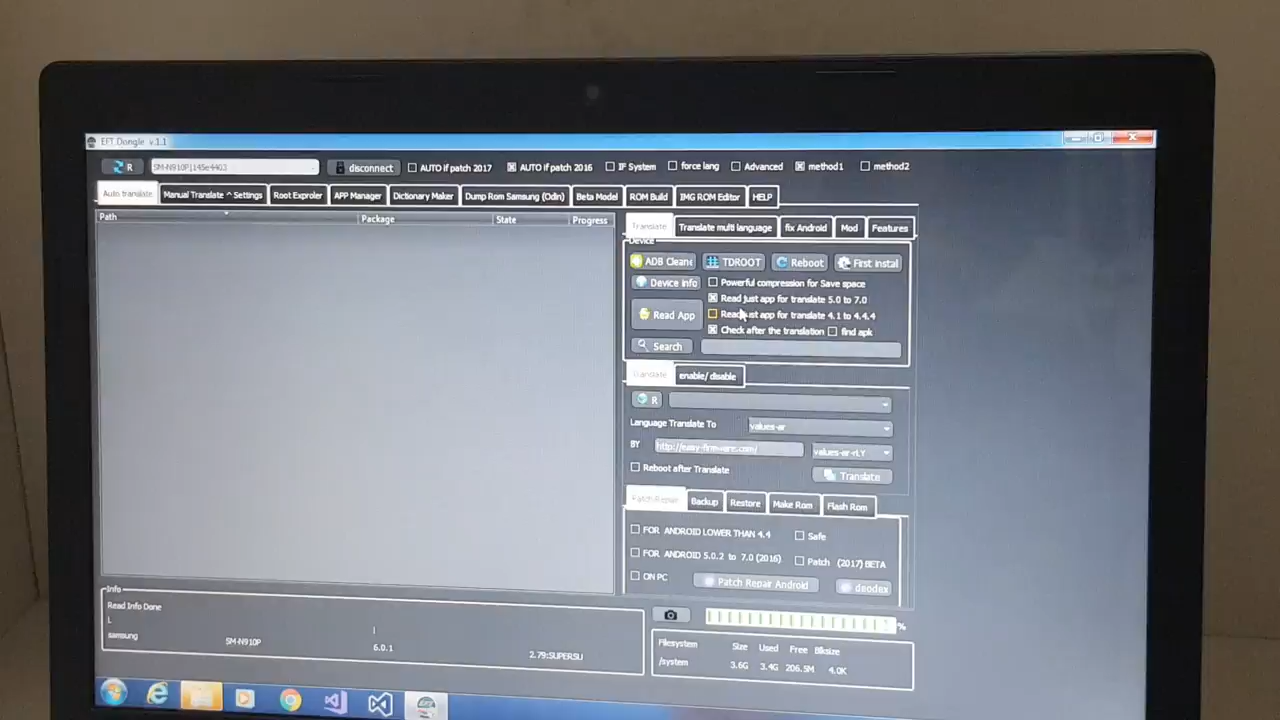 EFT Dongle v.1.1
R SM-N910P|145e4403 disconnect AUTO if patch 2017 AUTO if patch 2016 IF System force lang Advanced method1 method2
Auto translate Manual Translate ^ Settings Root Exproler APP Manager Dictionary Maker Dump Rom Samsung (Odin) Beta Model ROM Build IMG ROM Editor HELP
Path Package State Progress
Translate Translate multi language fix Android Mod Features
Device
ADB Cleane TDROOT Reboot First instal
Device info Powerful compression for Save space
Read just app for translate 5.0 to 7.0
Read App Read just app for translate 4.1 to 4.4.4
Check after the translation find apk
Search
Translate enable/ disable
R
Language Translate To values-ar
BY http://easy-firmware.com/ values-ar-rLY
Reboot after Translate Translate
Patch Repair Backup Restore Make Rom Flash Rom
FOR ANDROID LOWER THAN 4.4 Safe
FOR ANDROID 5.0.2 to 7.0 (2016) Patch (2017) BETA
ON PC Patch Repair Android deodex
Info
Read Info Done
L
samsung SM-N910P 6.0.1 2.79:SUPERSU
%
Filesystem Size Used Free Blksize
/system 3.6G 3.4G 206.5M 4.0K